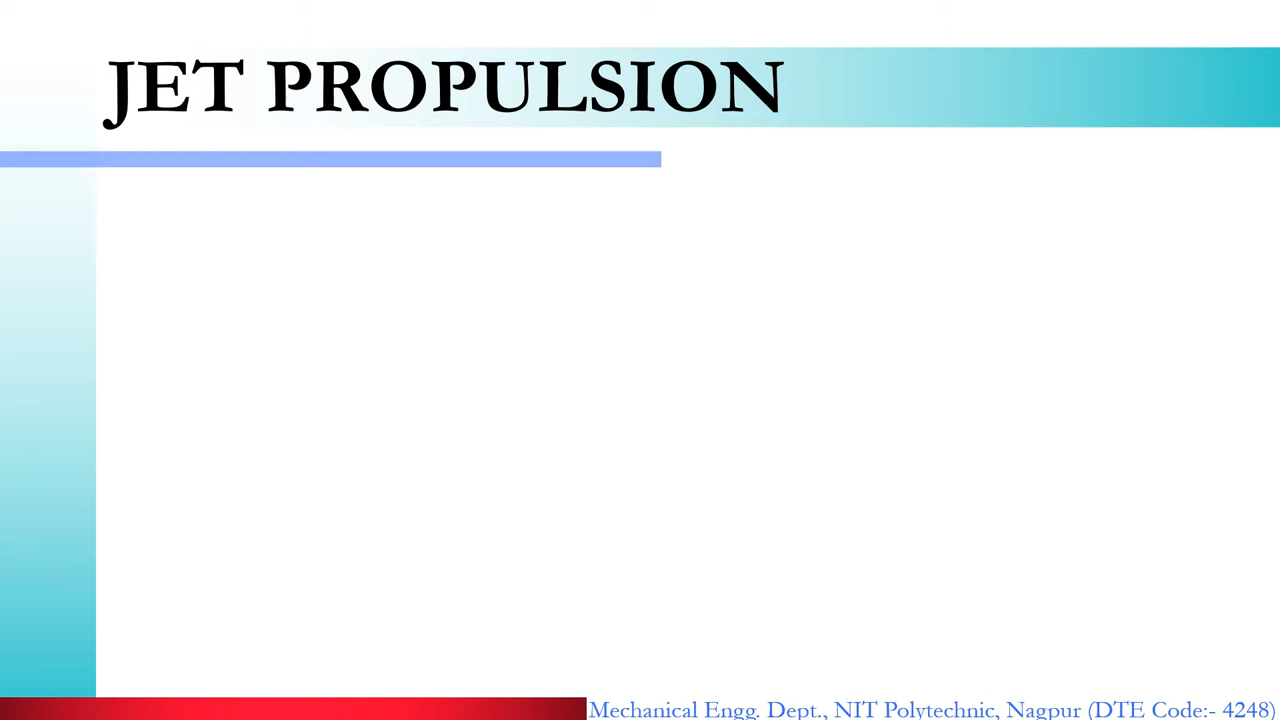 JET PROPULSION
Mechanical Engg. Dept., NIT Polytechnic, Nagpur (DTE Code:- 4248)